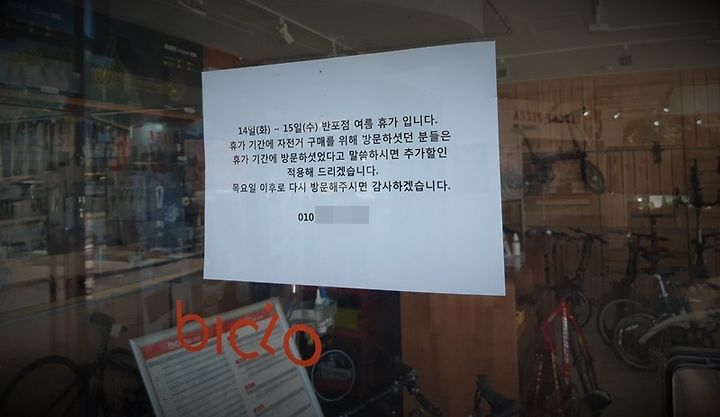 14일(화) ~ 15일(수) 반포점 여름 휴가 입니다.
휴가 기간에 자전거 구매를 위해 방문하셧던 분들은
휴가 기간에 방문하셧었다고 말씀하시면 추가할인
적용해 드리겠습니다.
목요일 이후로 다시 방문해주시면 감사하겠습니다.
010
biclo